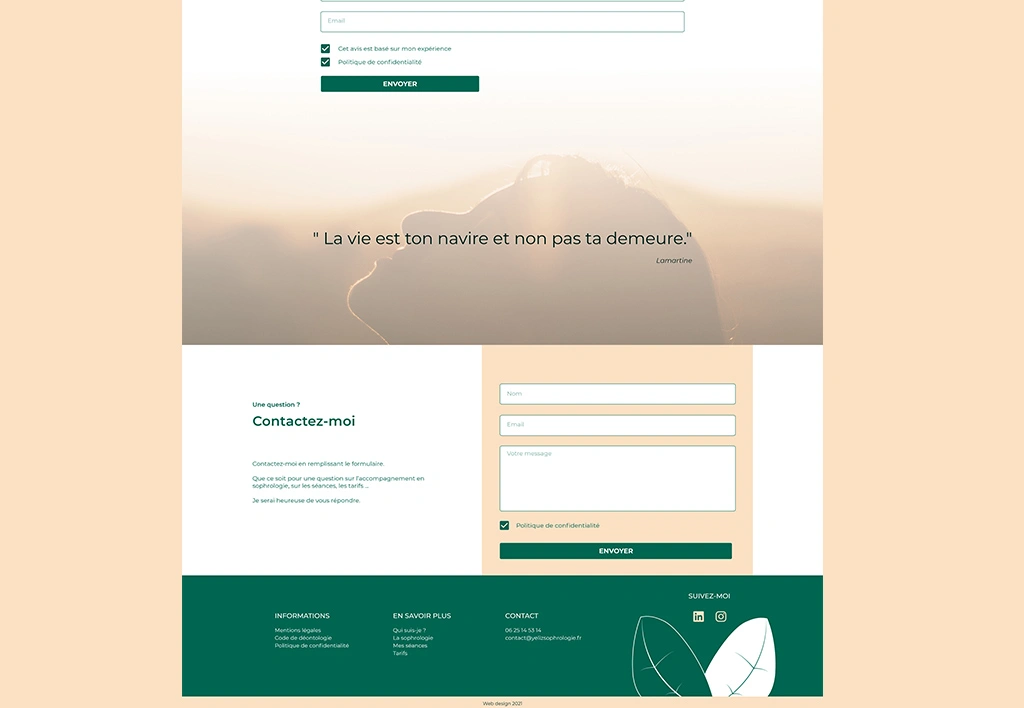 Email
Cet avis est basé sur mon expérience
Politique de confidentialité
ENVOYER
" La vie est ton navire et non pas ta demeure."
Lamartine
Une question ?
Contactez-moi
Contactez-moi en remplissant le formulaire.
Que ce soit pour une question sur l'accompagnement en
sophrologie, sur les séances, les tarifs ...
Je serai heureuse de vous répondre.
Nom
Email
Votre message
Politique de confidentialité
ENVOYER
INFORMATIONS
Mentions légales
Code de déontologie
Politique de confidentialité
EN SAVOIR PLUS
Qui suis-je ?
La sophrologie
Mes séances
Tarifs
CONTACT
06 25 14 53 14
contact@yelizsophrologie.fr
SUIVEZ-MOI
in
Web design 2021